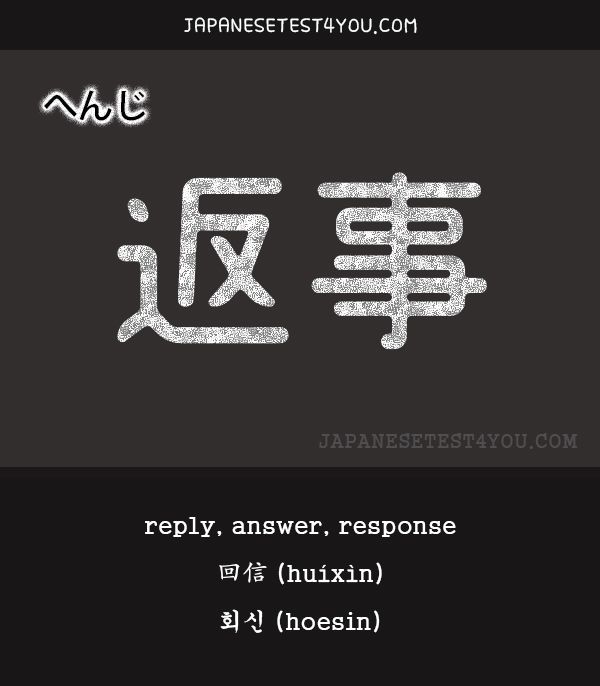 JAPANESETEST4YOU.COM
へんじ
返事
JAPANESETEST4YOU.COM
reply, answer, response
回信 (huíxìn)
회신 (hoesin)